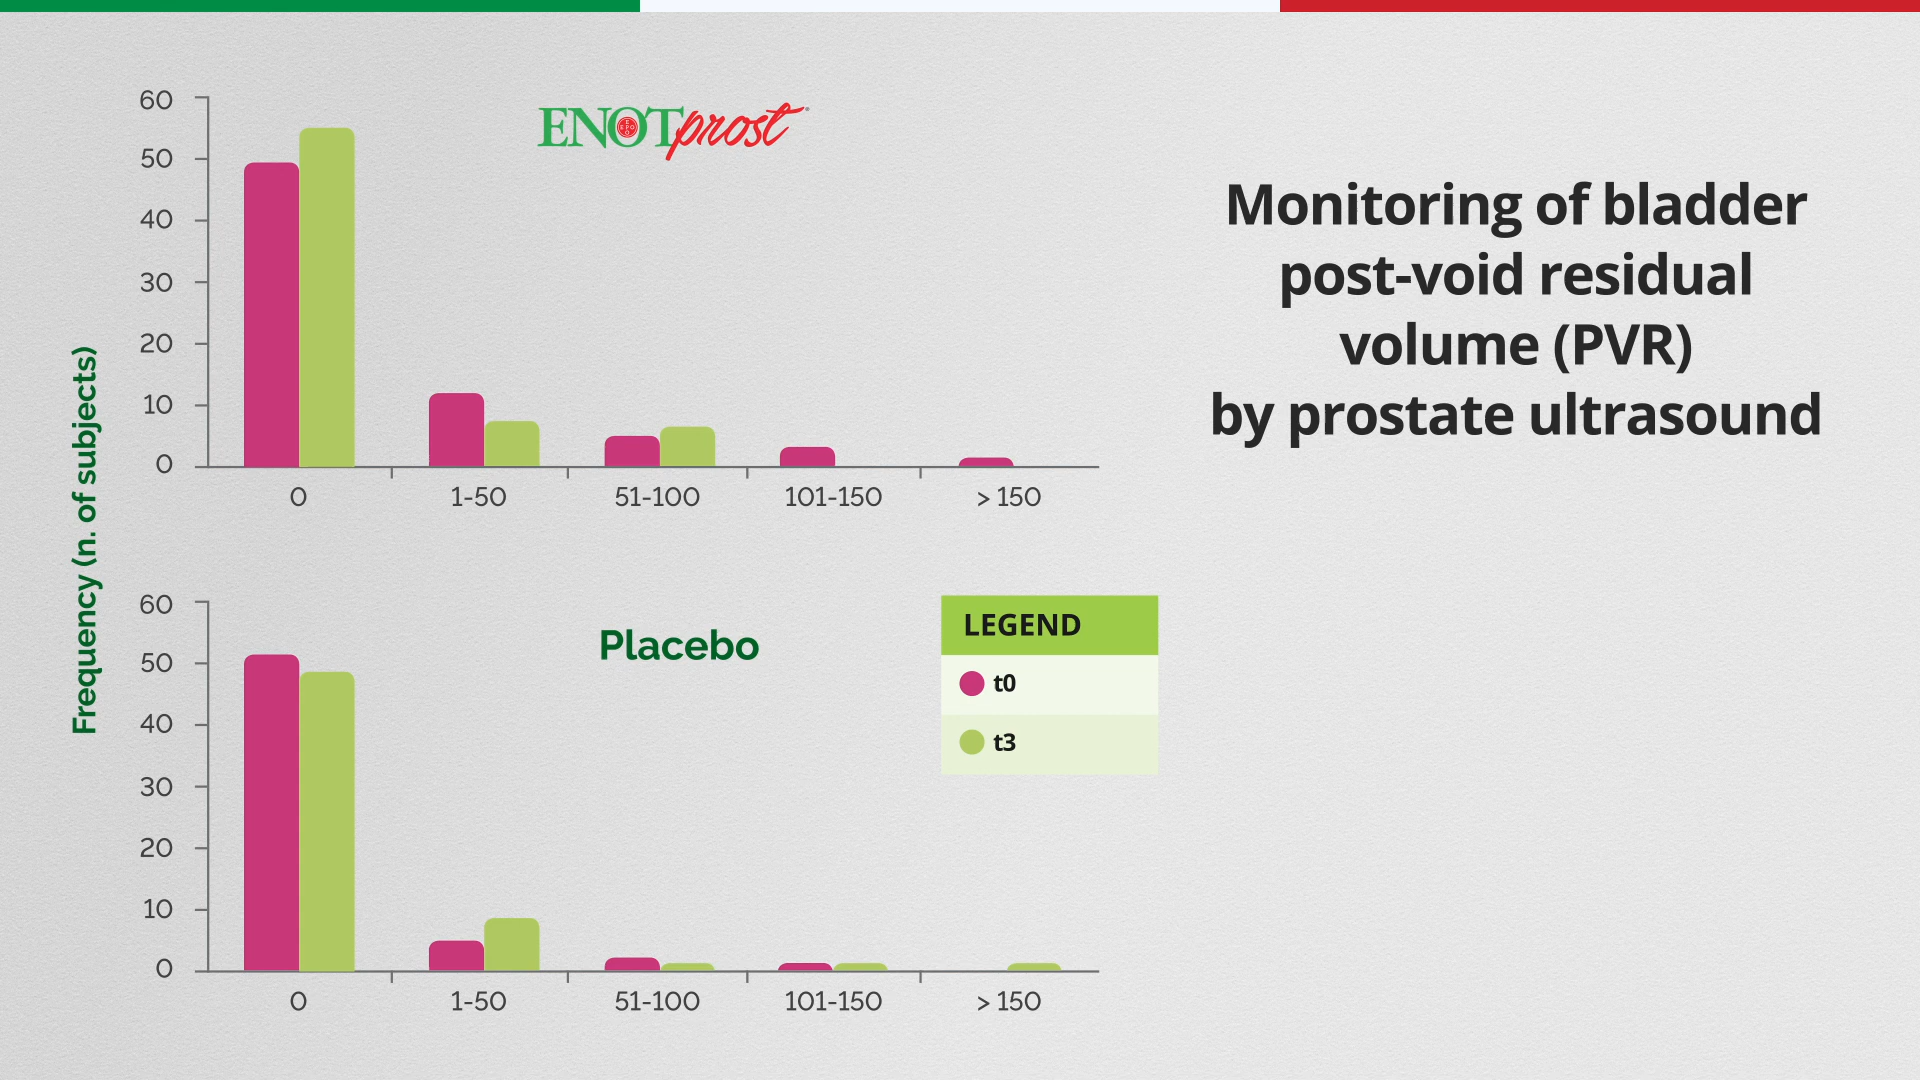 60
50
40
30
20
10
0
0 1-50 51-100 101-150 > 150
ENOTprost
Monitoring of bladder
post-void residual
volume (PVR)
by prostate ultrasound
Frequency (n. of subjects)
60
50
40
30
20
10
0
0 1-50 51-100 101-150 > 150
Placebo
LEGEND
t0
t3